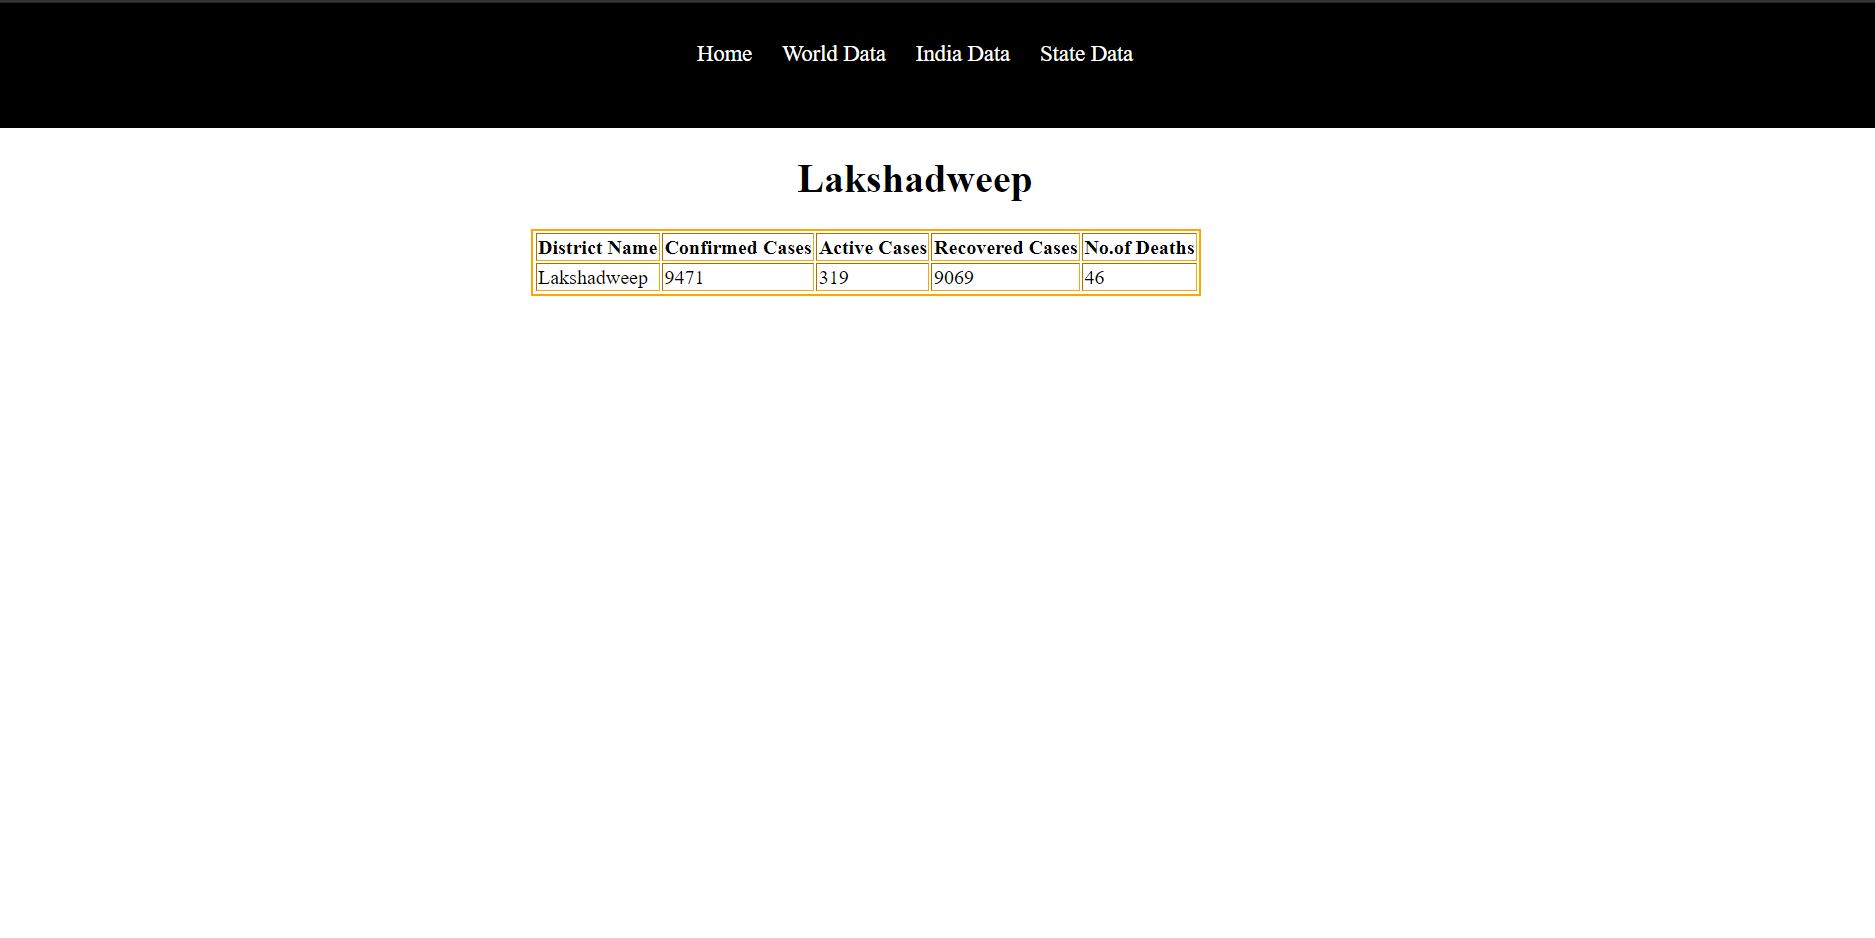 Home World Data India Data State Data
Lakshadweep
District Name Confirmed Cases Active Cases Recovered Cases No.of Deaths
Lakshadweep 9471 319 9069 46